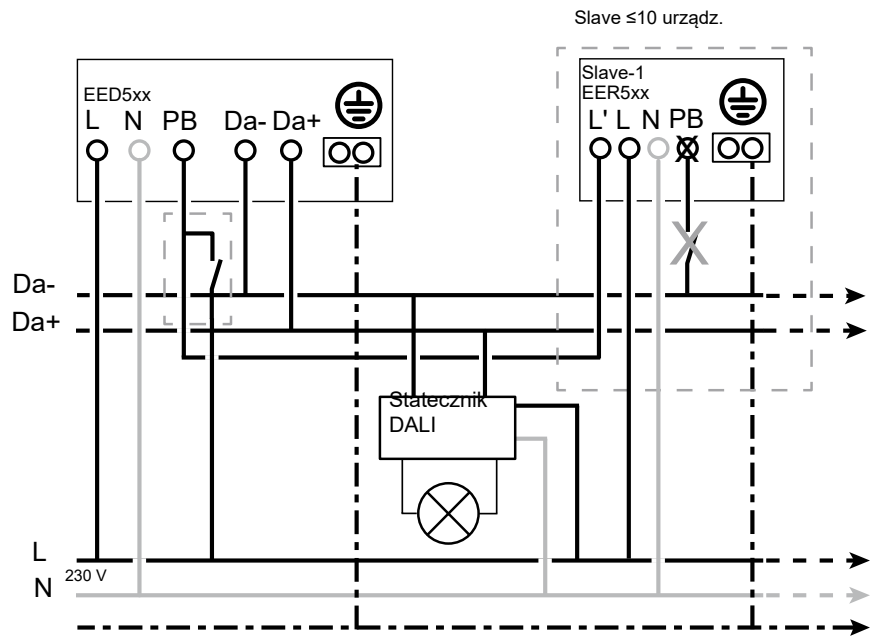 Slave ≤10 urządz.
EED5xx
L N PB Da- Da+
Slave-1
EER5xx
L' L N PB
Da-
Da+
Statecznik
DALI
L
230 V
N